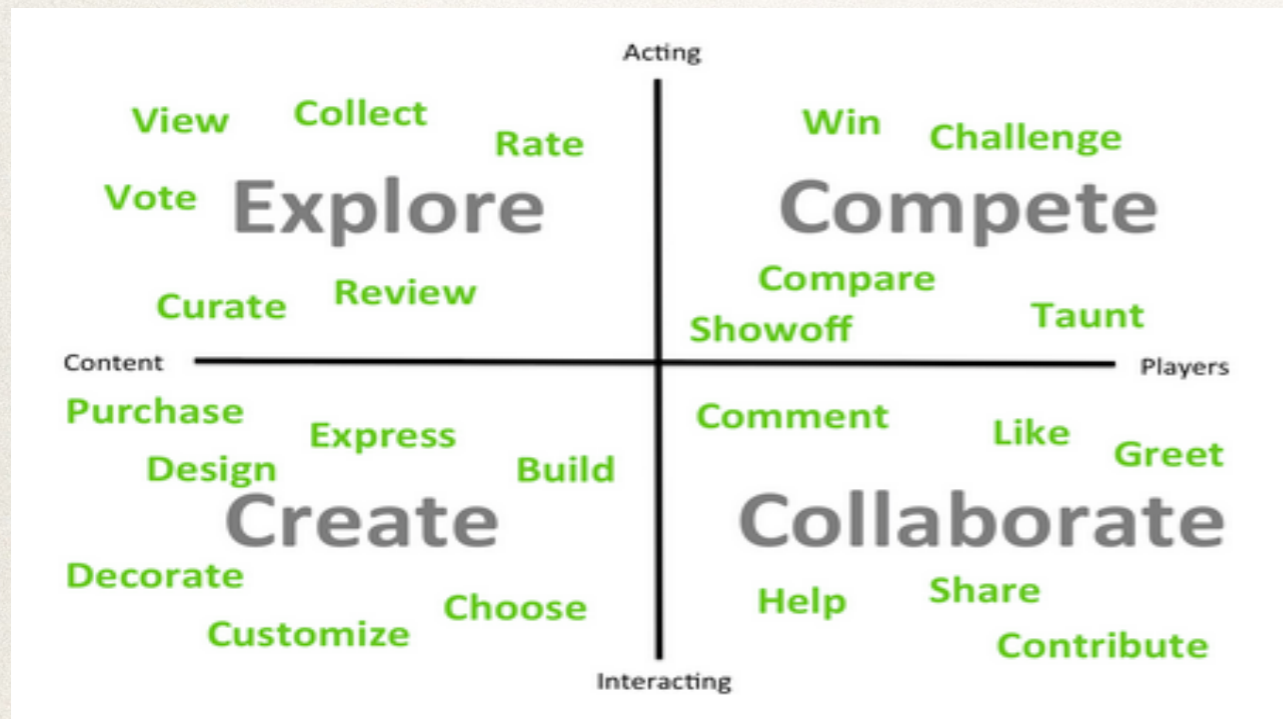 Acting
View
Collect
Rate
Vote
Explore
Curate
Review
Win
Challenge
Compete
Compare
Showoff
Taunt
Content
Players
Purchase
Express
Design
Build
Create
Decorate
Choose
Customize
Comment
Like
Greet
Collaborate
Help
Share
Contribute
Interacting